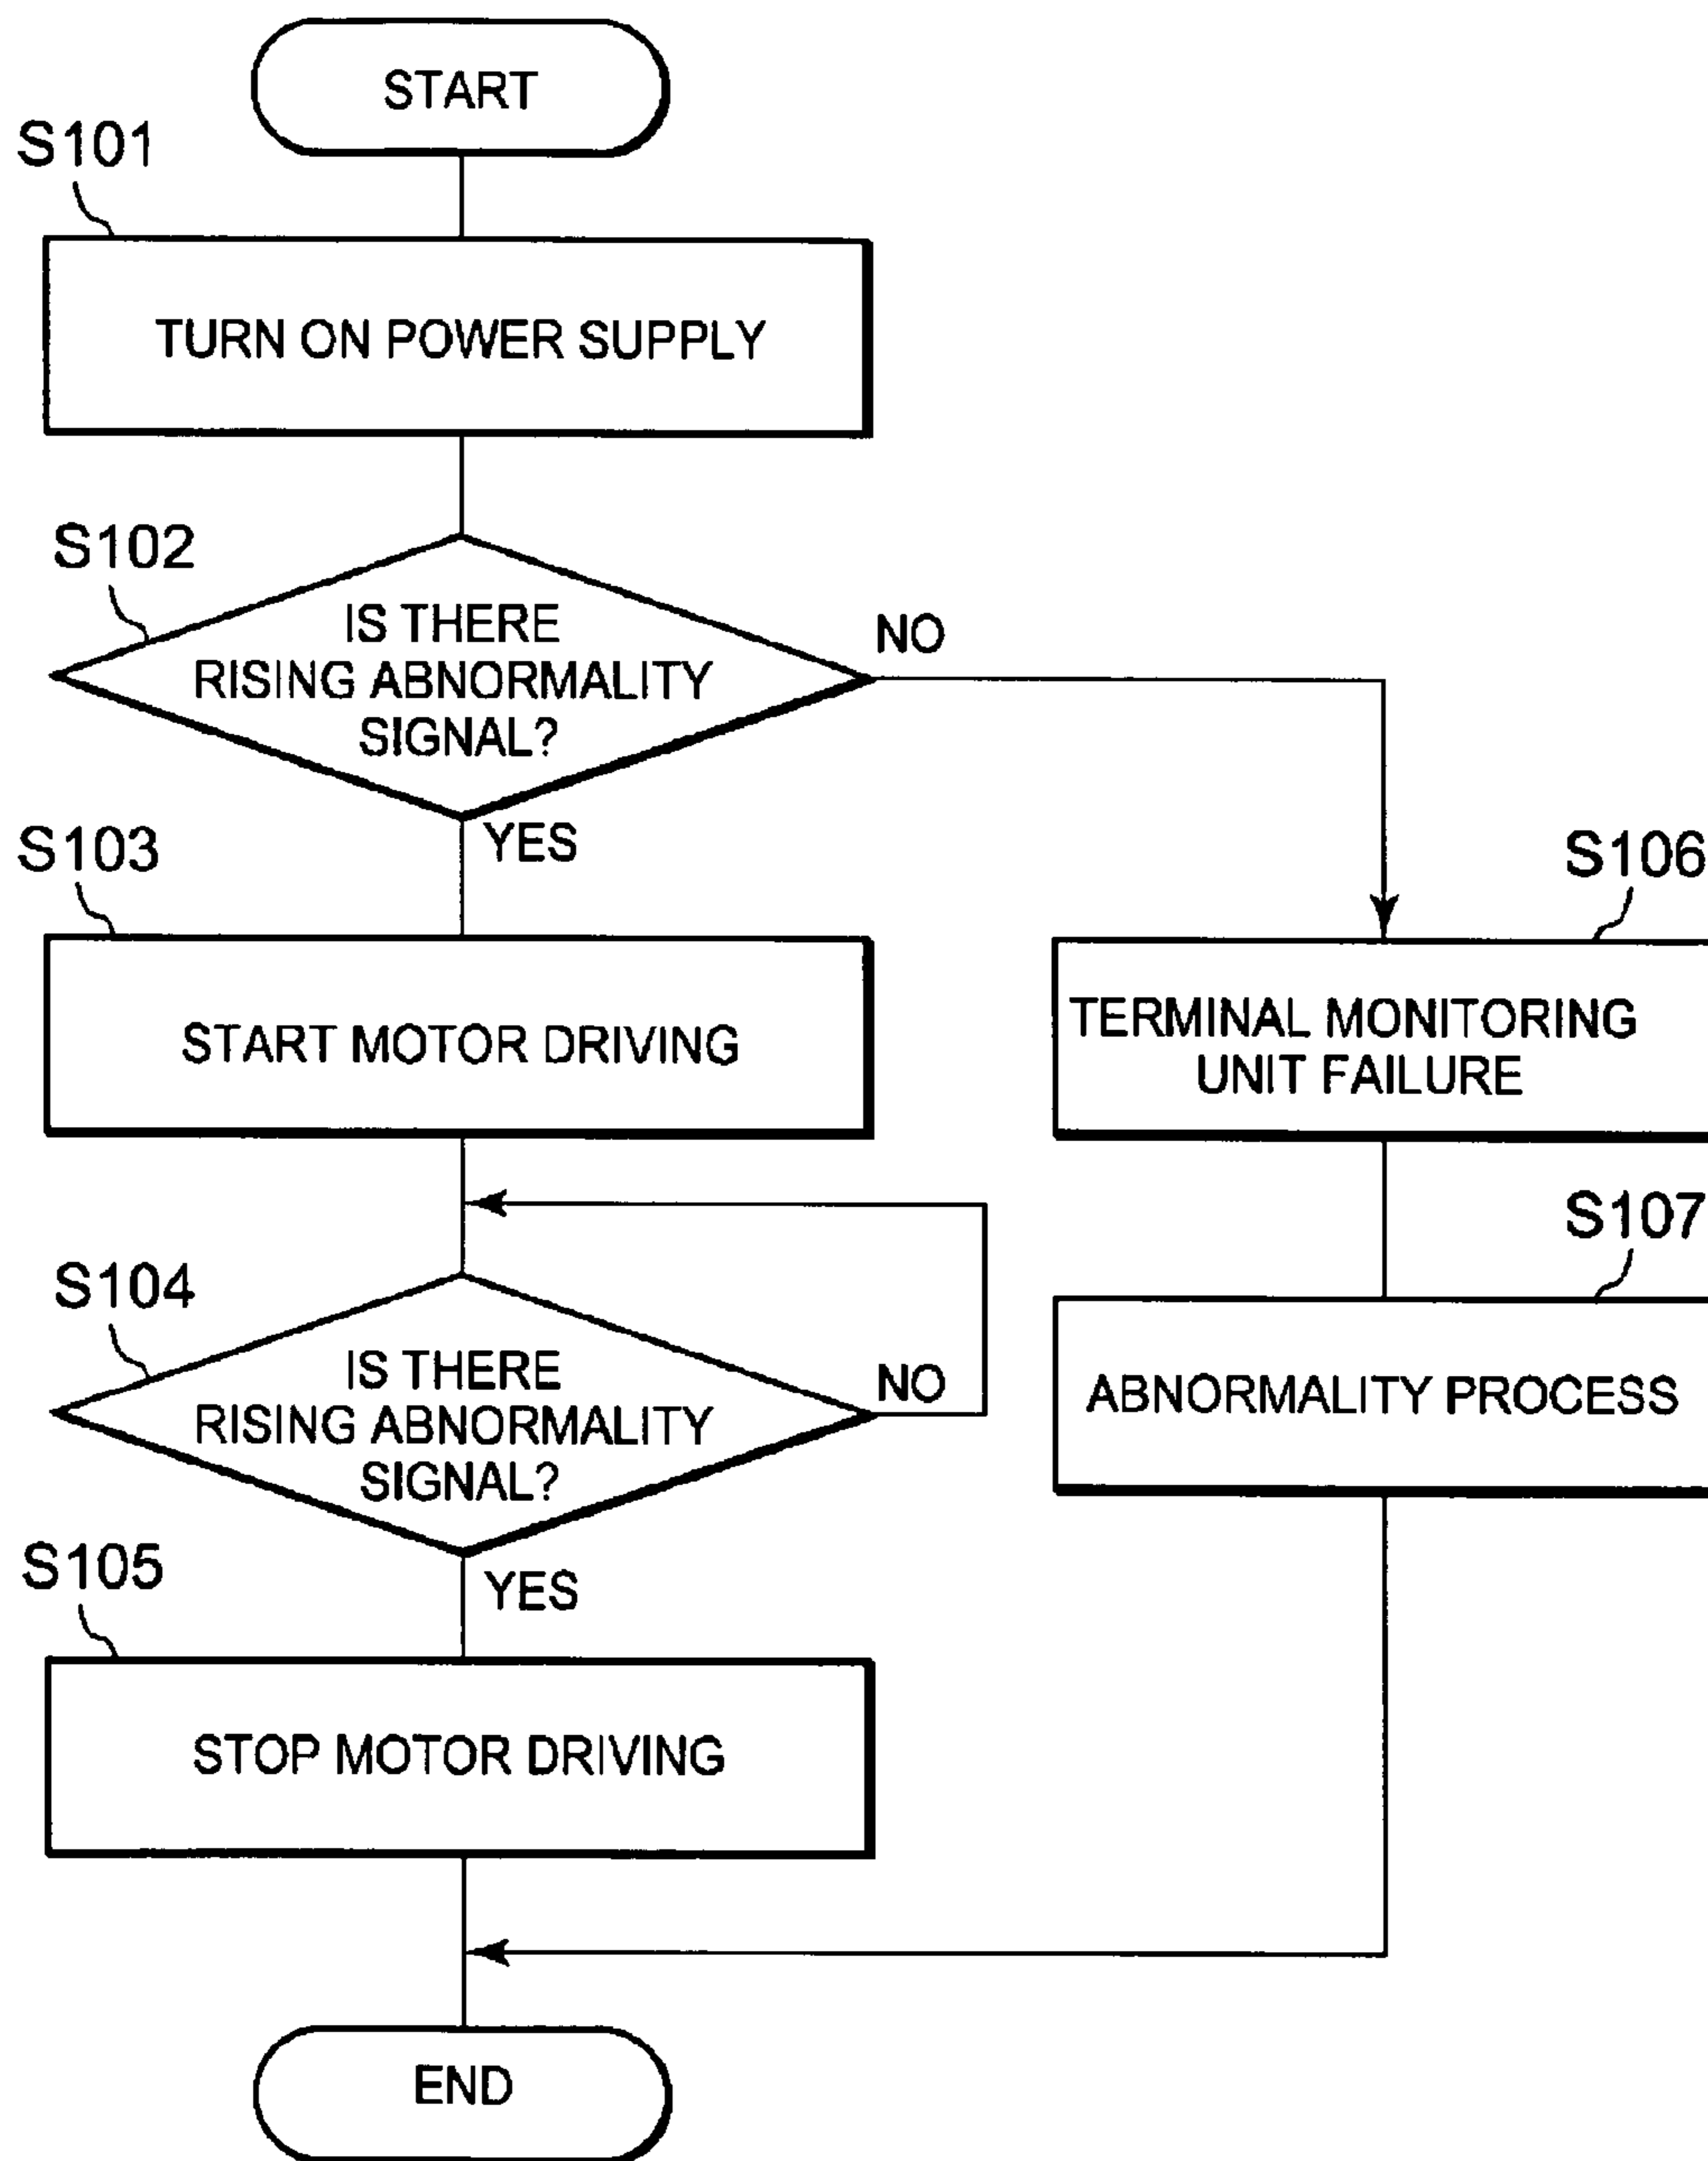 START
S101
TURN ON POWER SUPPLY
S102
IS THERE
RISING ABNORMALITY
SIGNAL?
NO
YES
S103
START MOTOR DRIVING
S106
TERMINAL MONITORING
UNIT FAILURE
S104
IS THERE
RISING ABNORMALITY
SIGNAL?
NO
YES
S107
ABNORMALITY PROCESS
S105
STOP MOTOR DRIVING
END